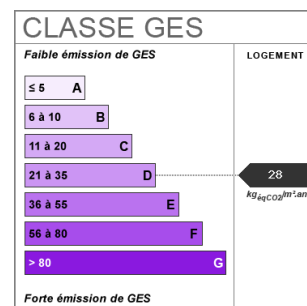 CLASSE GES
Faible émission de GES
LOGEMENT
≤ 5 A
6 à 10 B
11 à 20 C
21 à 35 D
28
kgéqCO2/m².an
36 à 55 E
56 à 80 F
> 80 G
Forte émission de GES